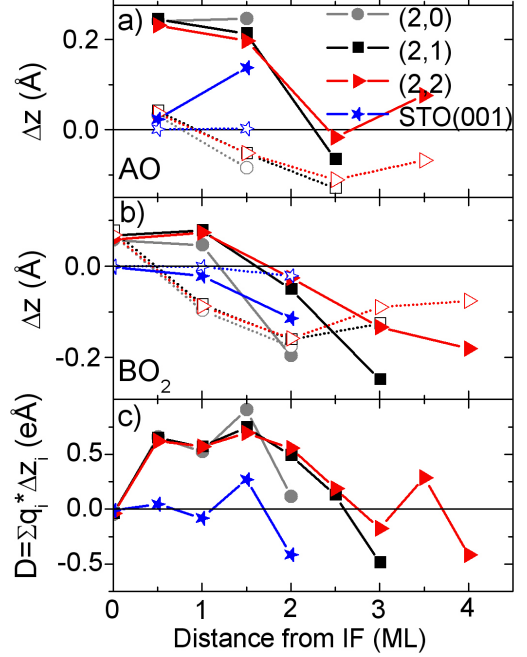 a)
(2,0)
(2,1)
(2,2)
STO(001)
0.2
0.0
Δz (Å)
AO
b)
0.0
-0.2
Δz (Å)
BO₂
c)
0.5
0.0
-0.5
D=Σqᵢ*Δzᵢ (eÅ)
0 1 2 3 4
Distance from IF (ML)